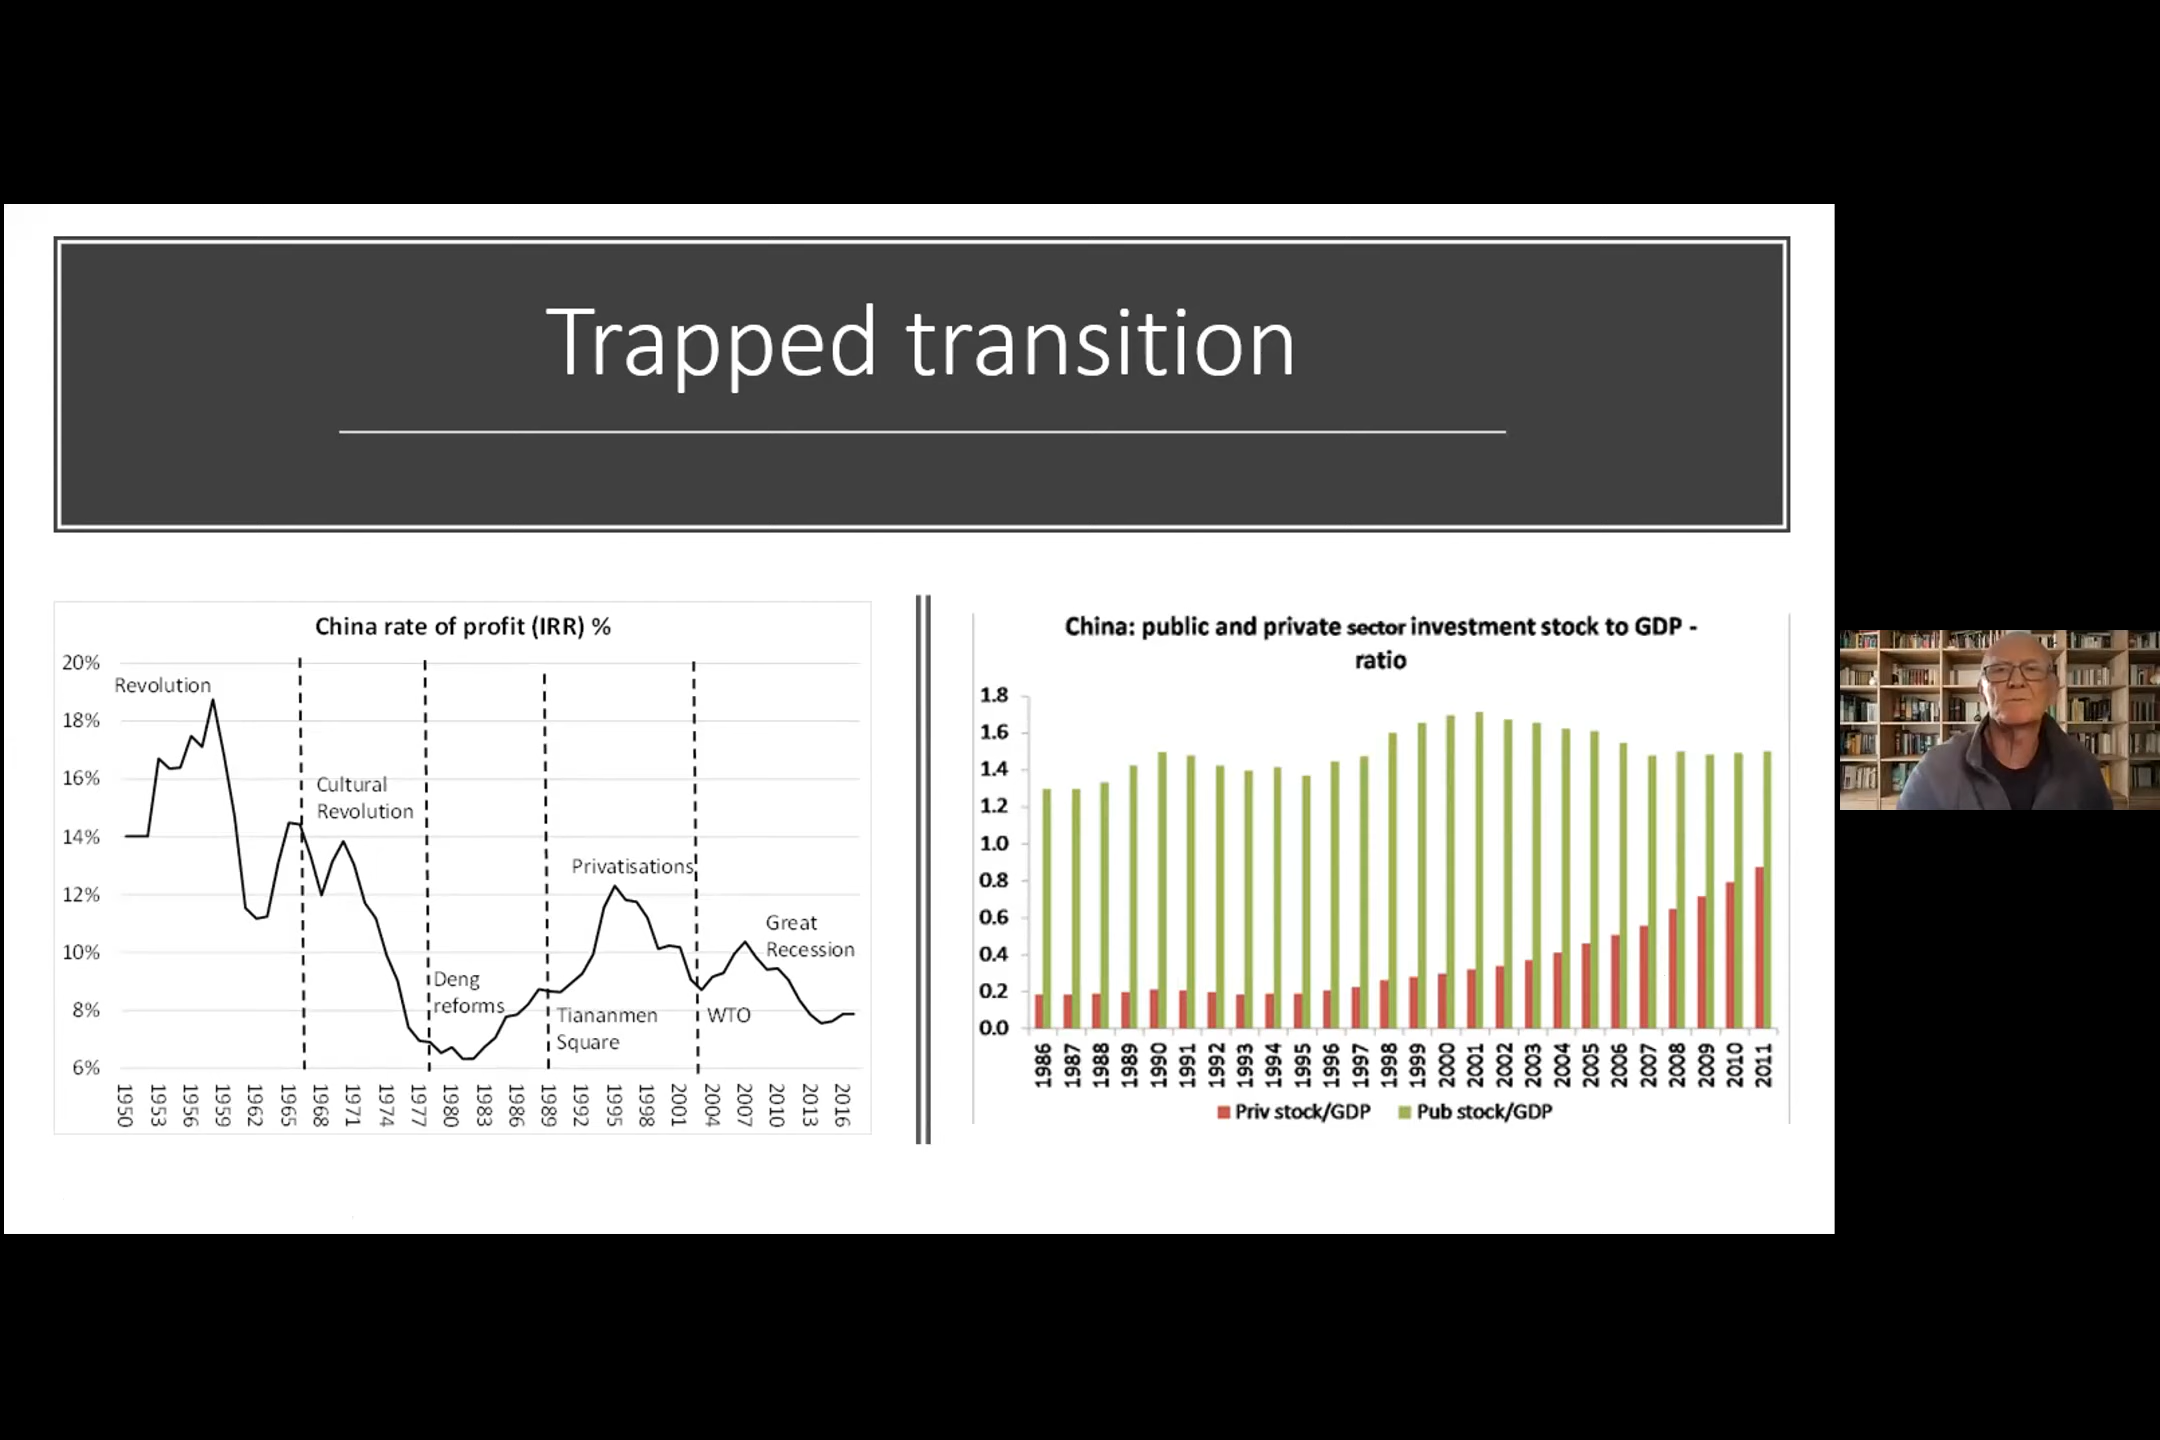 Trapped transition
China rate of profit (IRR) %
20%
18%
16%
14%
12%
10%
8%
6%
Revolution
Cultural
Revolution
Deng
reforms
Tiananmen
Square
Privatisations
WTO
Great
Recession
1950 1953 1956 1959 1962 1965 1968 1971 1974 1977 1980 1983 1986 1989 1992 1995 1998 2001 2004 2007 2010 2013 2016
China: public and private sector investment stock to GDP -
ratio
1.8
1.6
1.4
1.2
1.0
0.8
0.6
0.4
0.2
0.0
1986 1987 1988 1989 1990 1991 1992 1993 1994 1995 1996 1997 1998 1999 2000 2001 2002 2003 2004 2005 2006 2007 2008 2009 2010 2011
Priv stock/GDP Pub stock/GDP